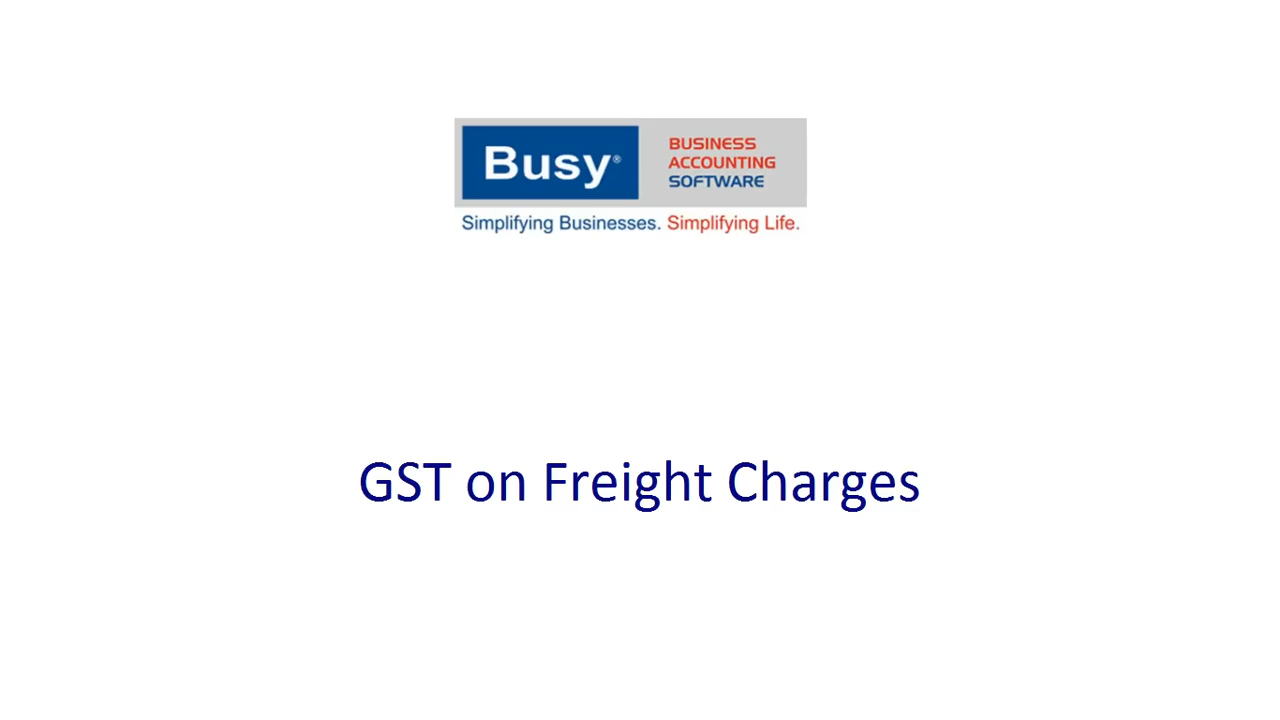 Busy®
BUSINESS
ACCOUNTING
SOFTWARE
Simplifying Businesses. Simplifying Life.
GST on Freight Charges